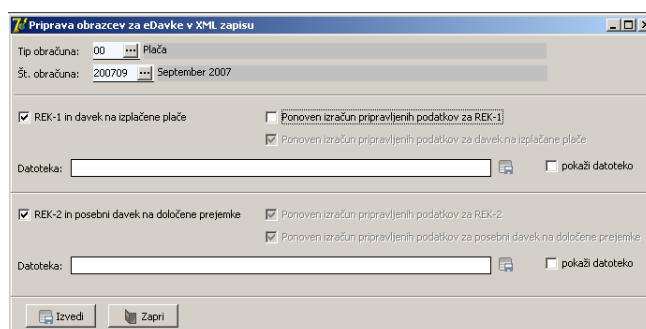 Priprava obrazcev za eDavke v XML zapisu
Tip obračuna: 00 ... Plača
Št. obračuna: 200709 ... September 2007
REK-1 in davek na izplačene plače
Ponoven izračun pripravljenih podatkov za REK-1
Ponoven izračun pripravljenih podatkov za davek na izplačane plače
Datoteka:
pokaži datoteko
REK-2 in posebni davek na določene prejemke
Ponoven izračun pripravljenih podatkov za REK-2
Ponoven izračun pripravljenih podatkov za posebni davek na določene prejemke
Datoteka:
pokaži datoteko
Izvedi
Zapri